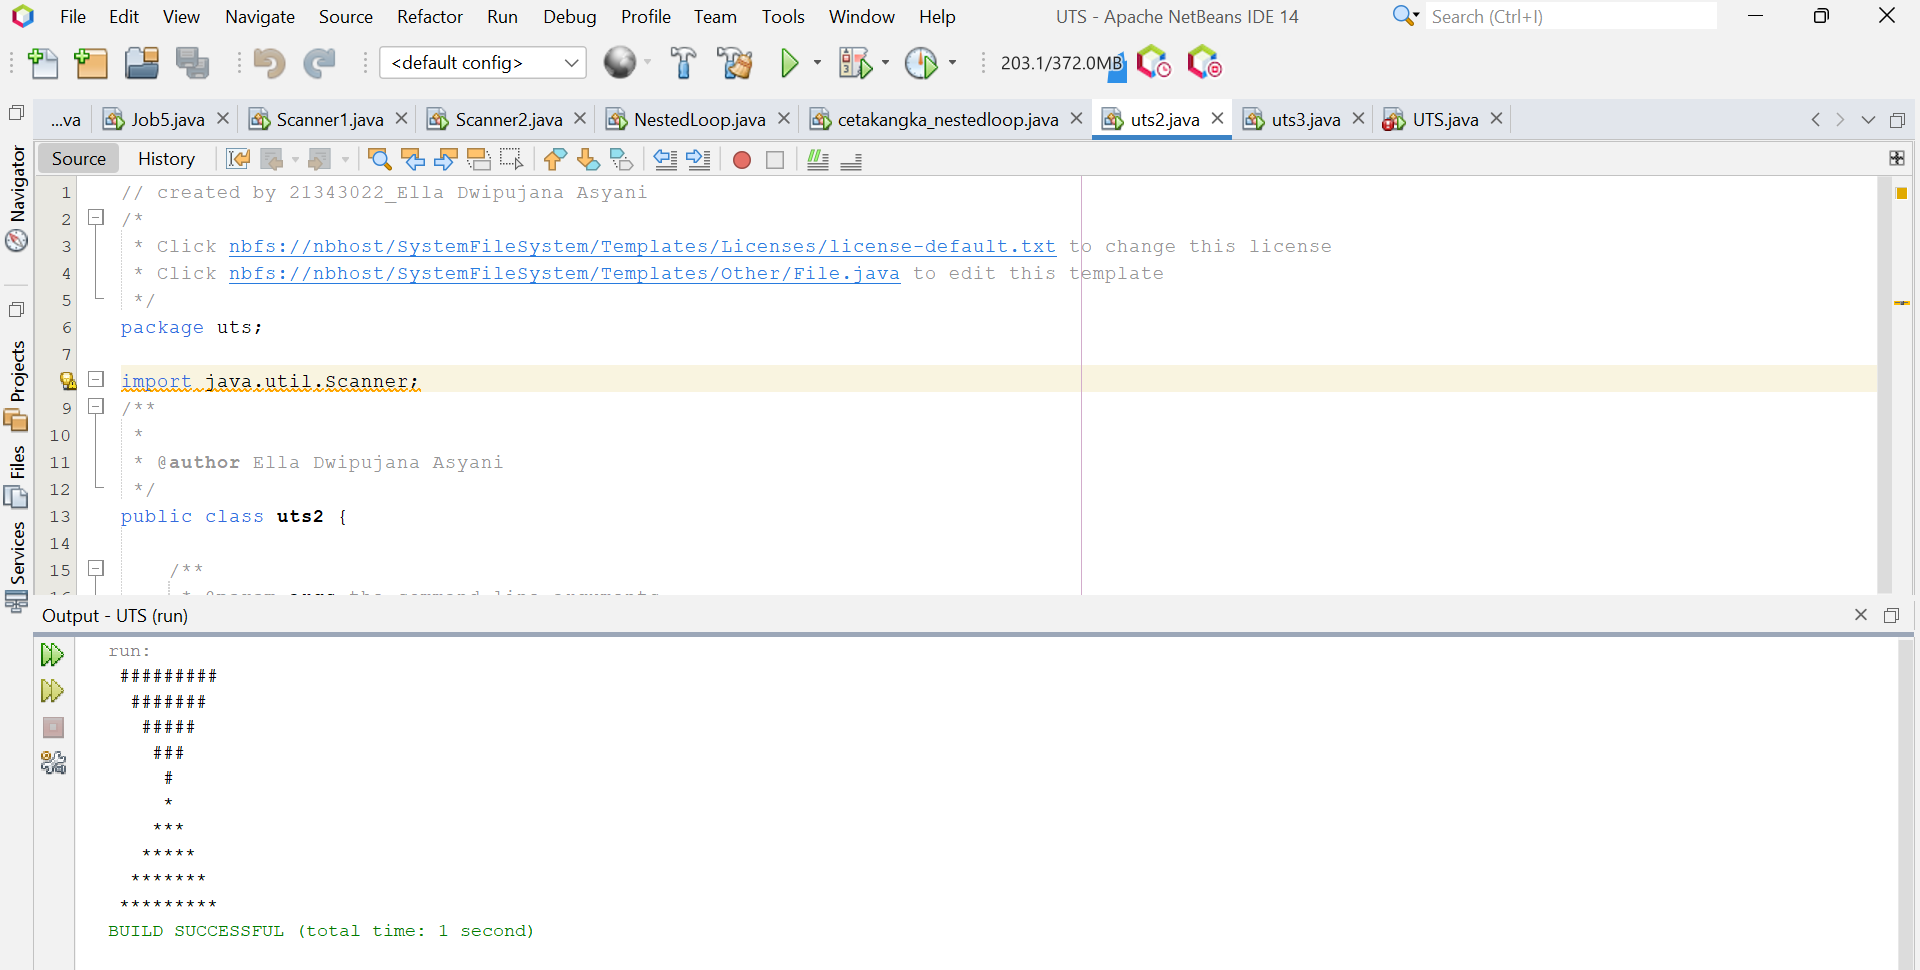 File Edit View Navigate Source Refactor Run Debug Profile Team Tools Window Help UTS - Apache NetBeans IDE 14 Search (Ctrl+I)
<default config> 203.1/372.0MB
...va Job5.java Scanner1.java Scanner2.java NestedLoop.java cetakangka_nestedloop.java uts2.java uts3.java UTS.java
Source History
Navigator
Projects
Files
Services
1 // created by 21343022_Ella Dwipujana Asyani
2 /*
3 * Click nbfs://nbhost/SystemFileSystem/Templates/Licenses/license-default.txt to change this license
4 * Click nbfs://nbhost/SystemFileSystem/Templates/Other/File.java to edit this template
5 */
6 package uts;
7
import java.util.Scanner;
9 /**
10 *
11 * @author Ella Dwipujana Asyani
12 */
13 public class uts2 {
14
15 /**
Output - UTS (run)
run:
#########
#######
#####
###
#
*
***
*****
*******
*********
BUILD SUCCESSFUL (total time: 1 second)